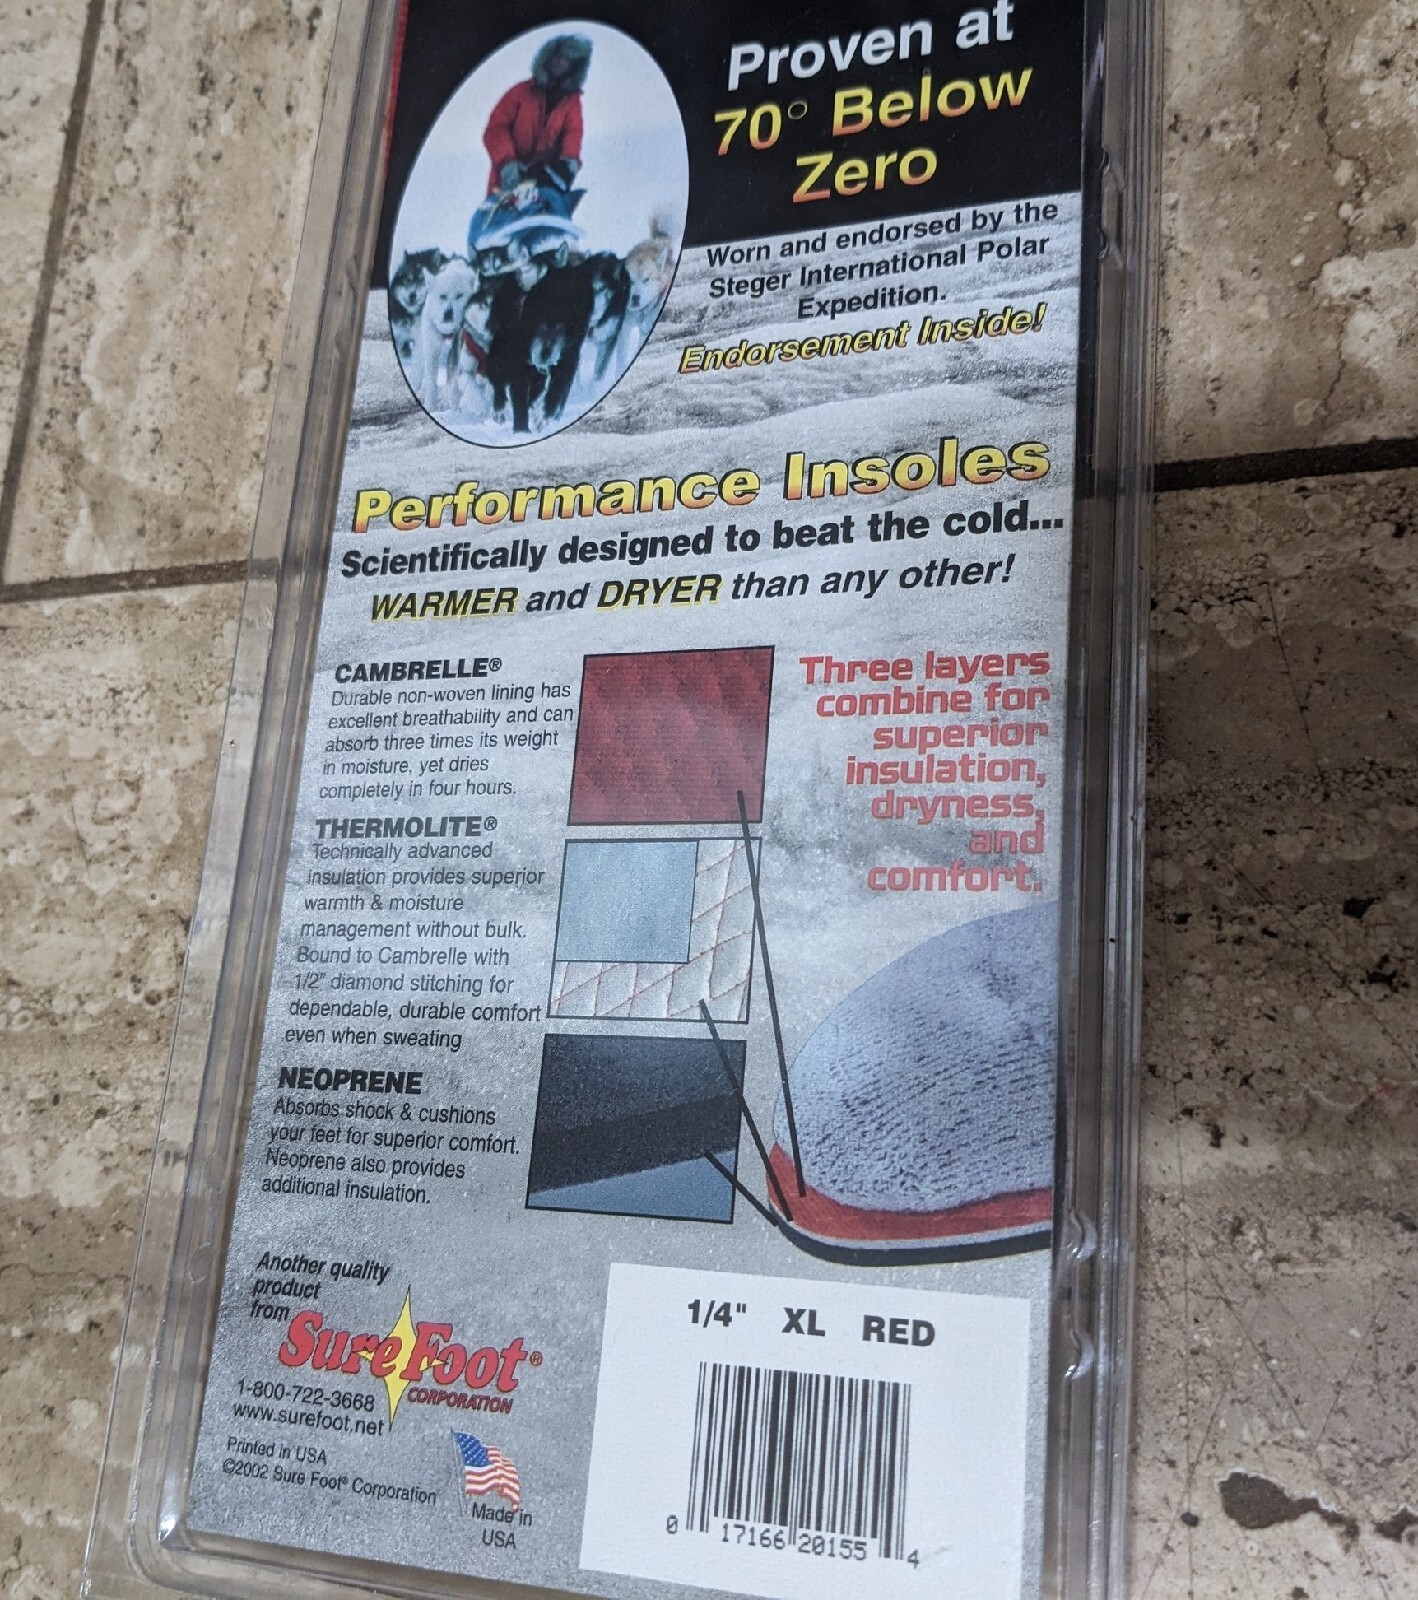 Proven at
70° Below
Zero
Worn and endorsed by the
Steger International Polar
Expedition.
Endorsement Inside!
Performance Insoles
Scientifically designed to beat the cold...
WARMER and DRYER than any other!
CAMBRELLE®
Durable non-woven lining has
excellent breathability and can
absorb three times its weight
in moisture, yet dries
completely in four hours.
THERMOLITE®
Technically advanced
insulation provides superior
warmth & moisture
management without bulk.
Bound to Cambrelle with
1/2" diamond stitching for
dependable, durable comfort
even when sweating
NEOPRENE
Absorbs shock & cushions
your feet for superior comfort.
Neoprene also provides
additional insulation.
Three layers
combine for
superior
insulation,
dryness,
and
comfort.
Another quality
product
from
Sure Foot®
CORPORATION
1-800-722-3668
www.surefoot.net
Printed in USA
©2002 Sure Foot® Corporation
Made in
USA
1/4" XL RED
0 17166 20155 4